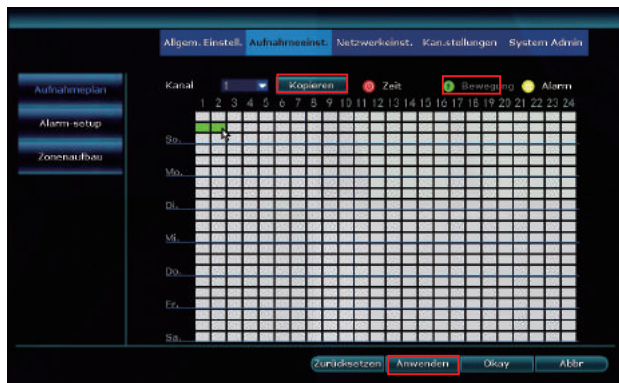 Allgem. Einstell. Aufnahmeeinst. Netzwerkeinst. Kan.stellungen System Admin
Aufnahmeplan
Alarm-setup
Zonenaufbau
Kanal 1 Kopieren Zeit Bewegung Alarm
1 2 3 4 5 6 7 8 9 10 11 12 13 14 15 16 17 18 19 20 21 22 23 24
So.
Mo.
Di.
Mi.
Do.
Fr.
Sa.
Zurücksetzen Anwenden Okay Abbr